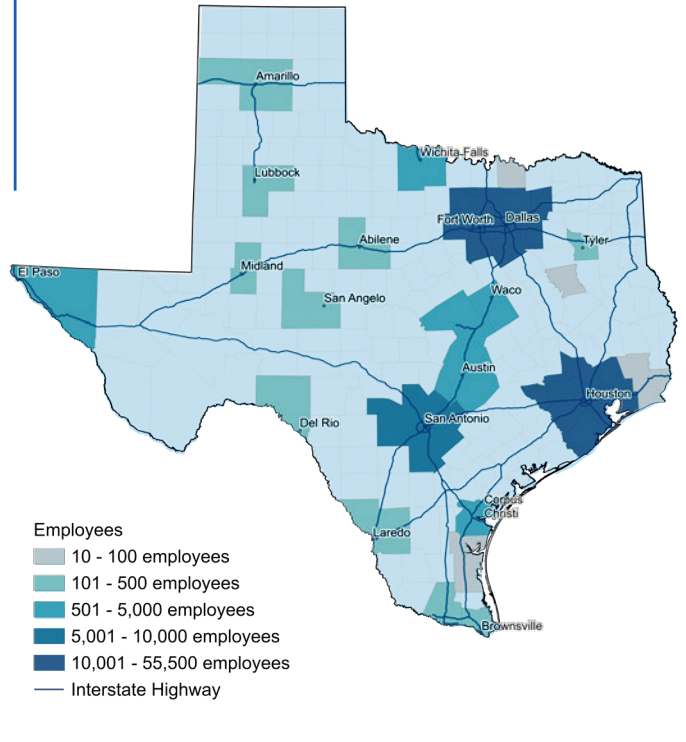 Amarillo
Wichita Falls
Lubbock
Fort Worth
Dallas
Abilene
Tyler
El Paso
Midland
San Angelo
Waco
Austin
Houston
San Antonio
Del Rio
Corpus
Christi
Laredo
Brownsville
Employees
10 - 100 employees
101 - 500 employees
501 - 5,000 employees
5,001 - 10,000 employees
10,001 - 55,500 employees
Interstate Highway